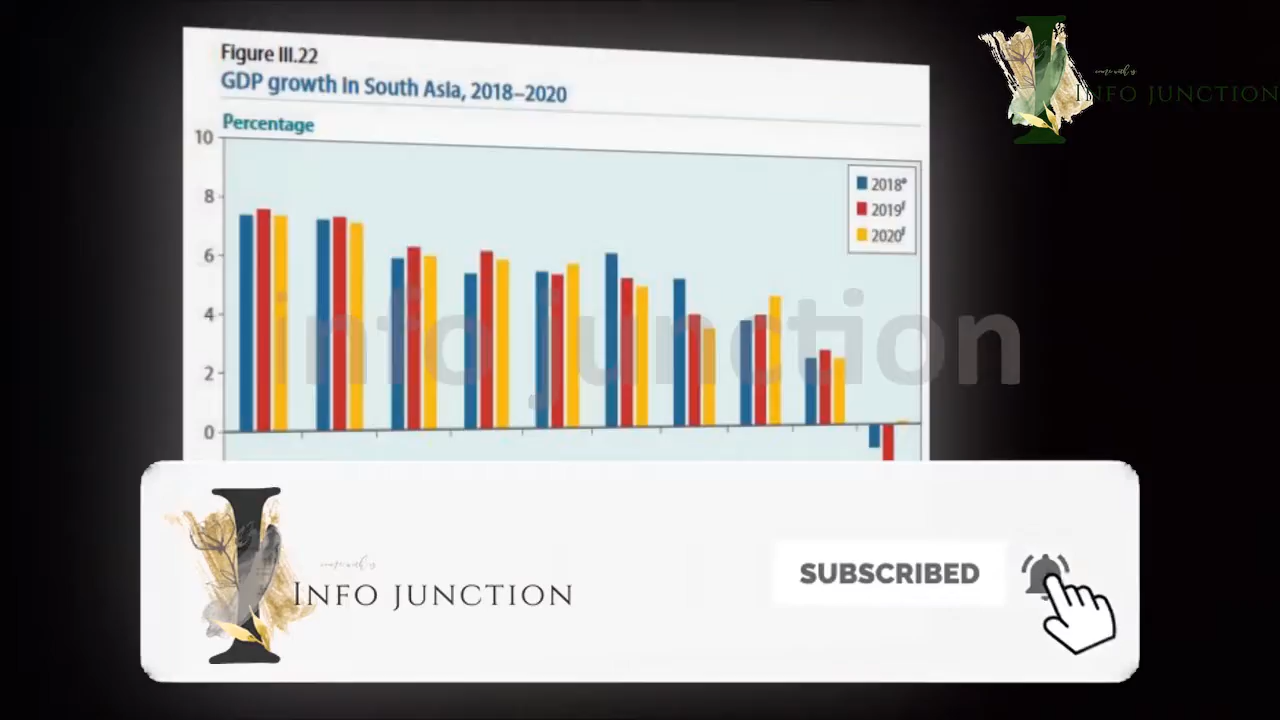 Figure III.22
GDP growth in South Asia, 2018–2020
Percentage
10
8
6
4
2
0
2018ᵉ
2019ᶠ
2020ᶠ
INFO JUNCTION
info junction
INFO JUNCTION
SUBSCRIBED